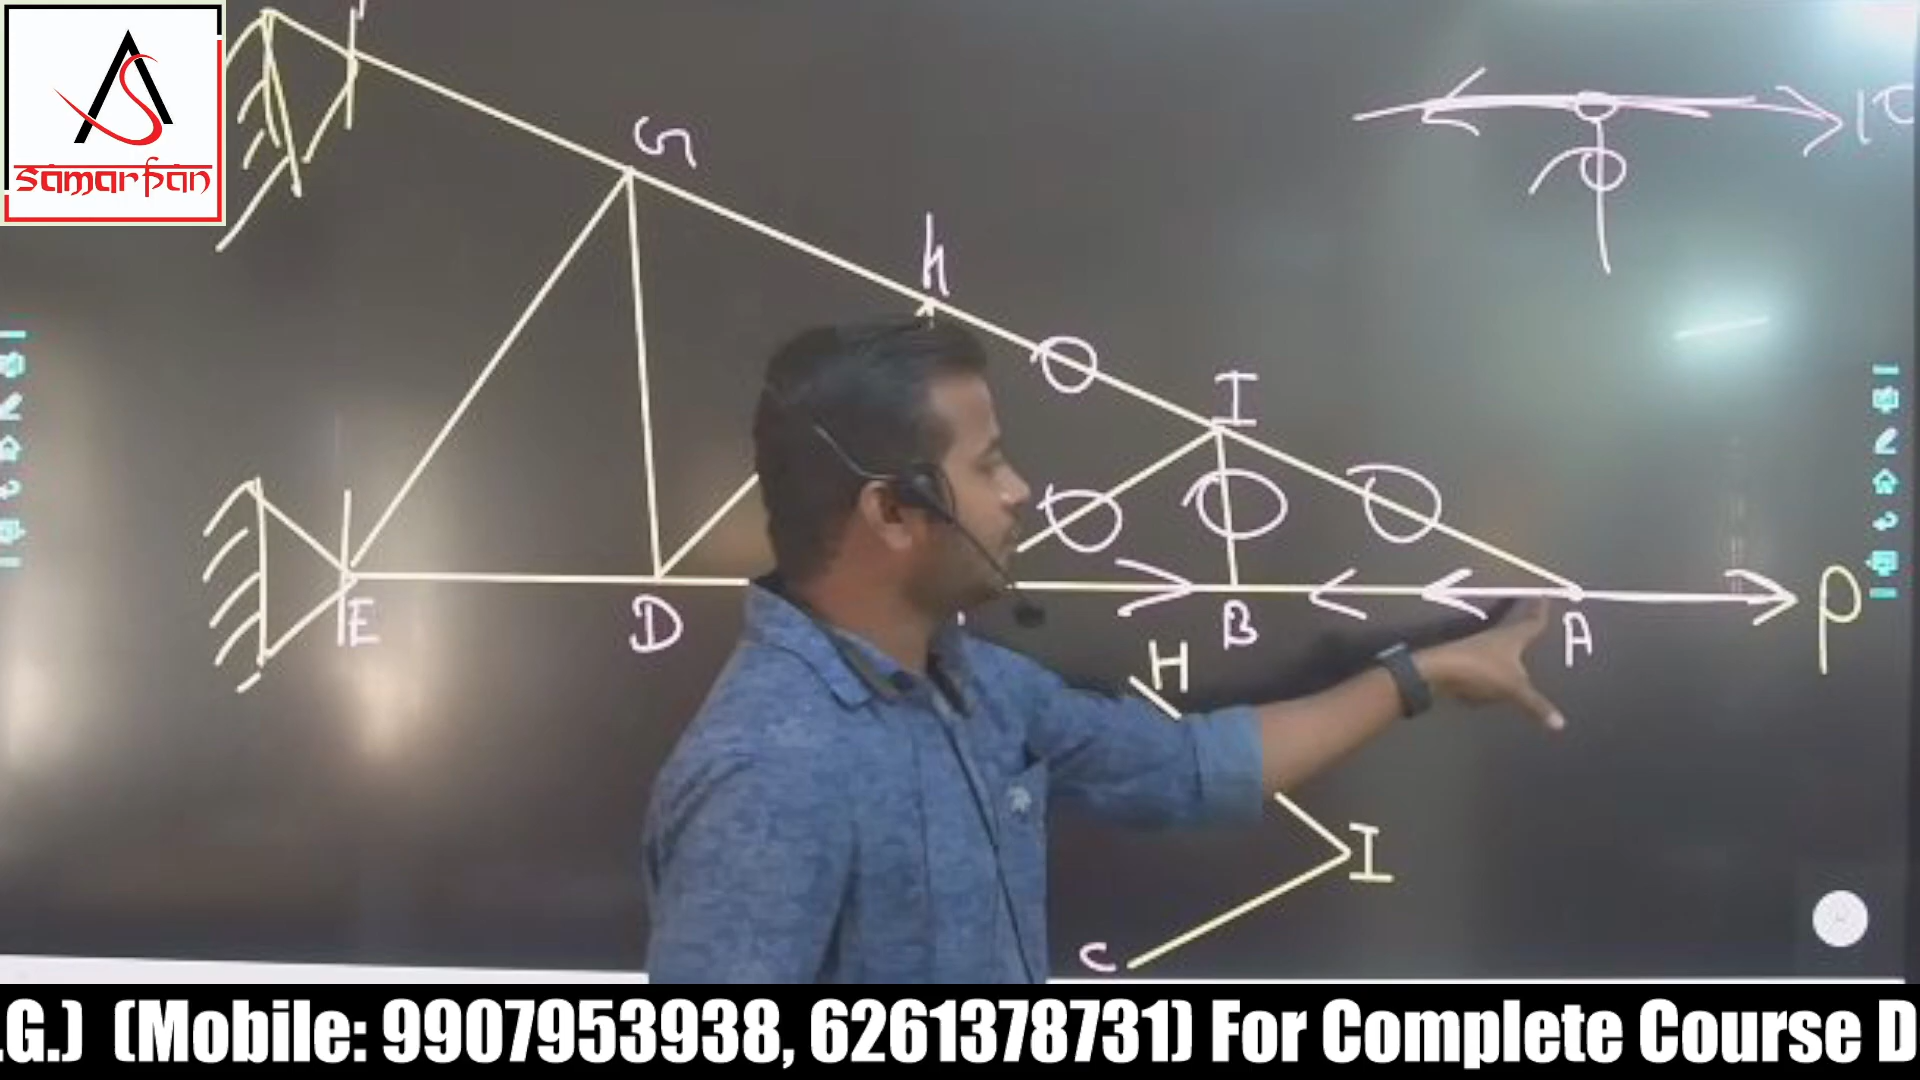 samarpan
G
h
I
E
D
B
A
P
H
I
C
.G.) (Mobile: 9907953938, 6261378731) For Complete Course D